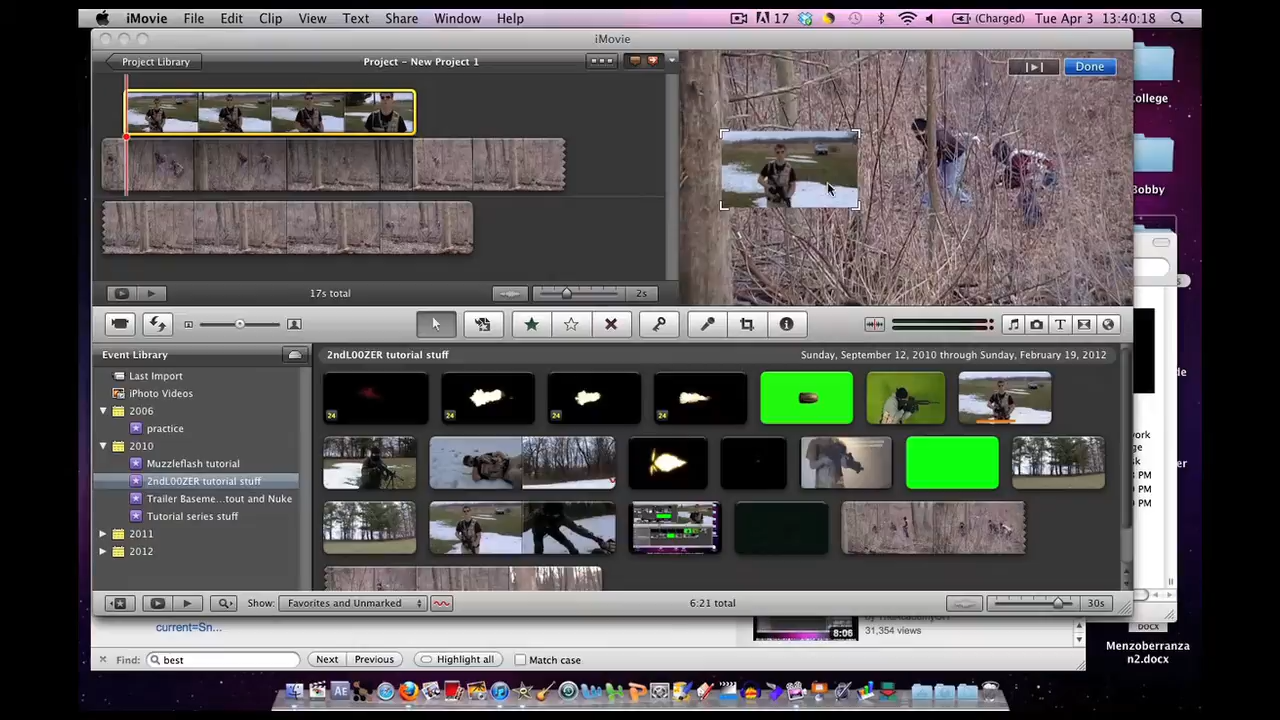 iMovie File Edit Clip View Text Share Window Help
17 (Charged) Tue Apr 3 13:40:18
iMovie
Project Library
Project - New Project 1
Done
College
Bobby
17s total
2s
Event Library
2ndL00ZER tutorial stuff
Sunday, September 12, 2010 through Sunday, February 19, 2012
Last Import
iPhoto Videos
2006
practice
2010
Muzzleflash tutorial
2ndL00ZER tutorial stuff
Trailer Baseme...tout and Nuke
Tutorial series stuff
2011
2012
24
24
24
24
Show: Favorites and Unmarked
6:21 total
30s
current=Sn...
8:06
31,354 views
DOCX
Menzoberranza
n2.docx
Find: best Next Previous Highlight all Match case